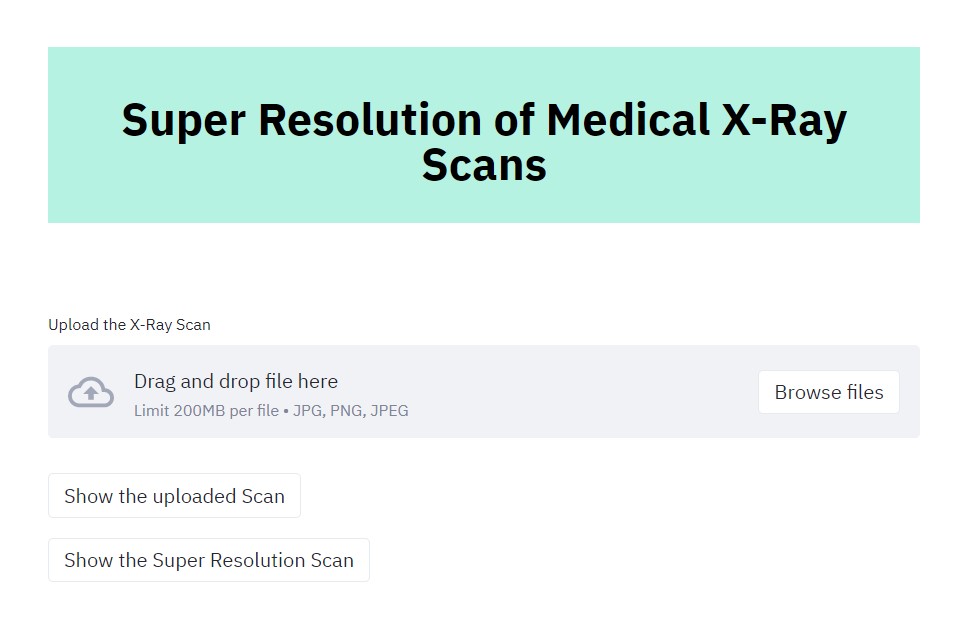 Super Resolution of Medical X-Ray
Scans
Upload the X-Ray Scan
Drag and drop file here
Limit 200MB per file • JPG, PNG, JPEG
Browse files
Show the uploaded Scan
Show the Super Resolution Scan